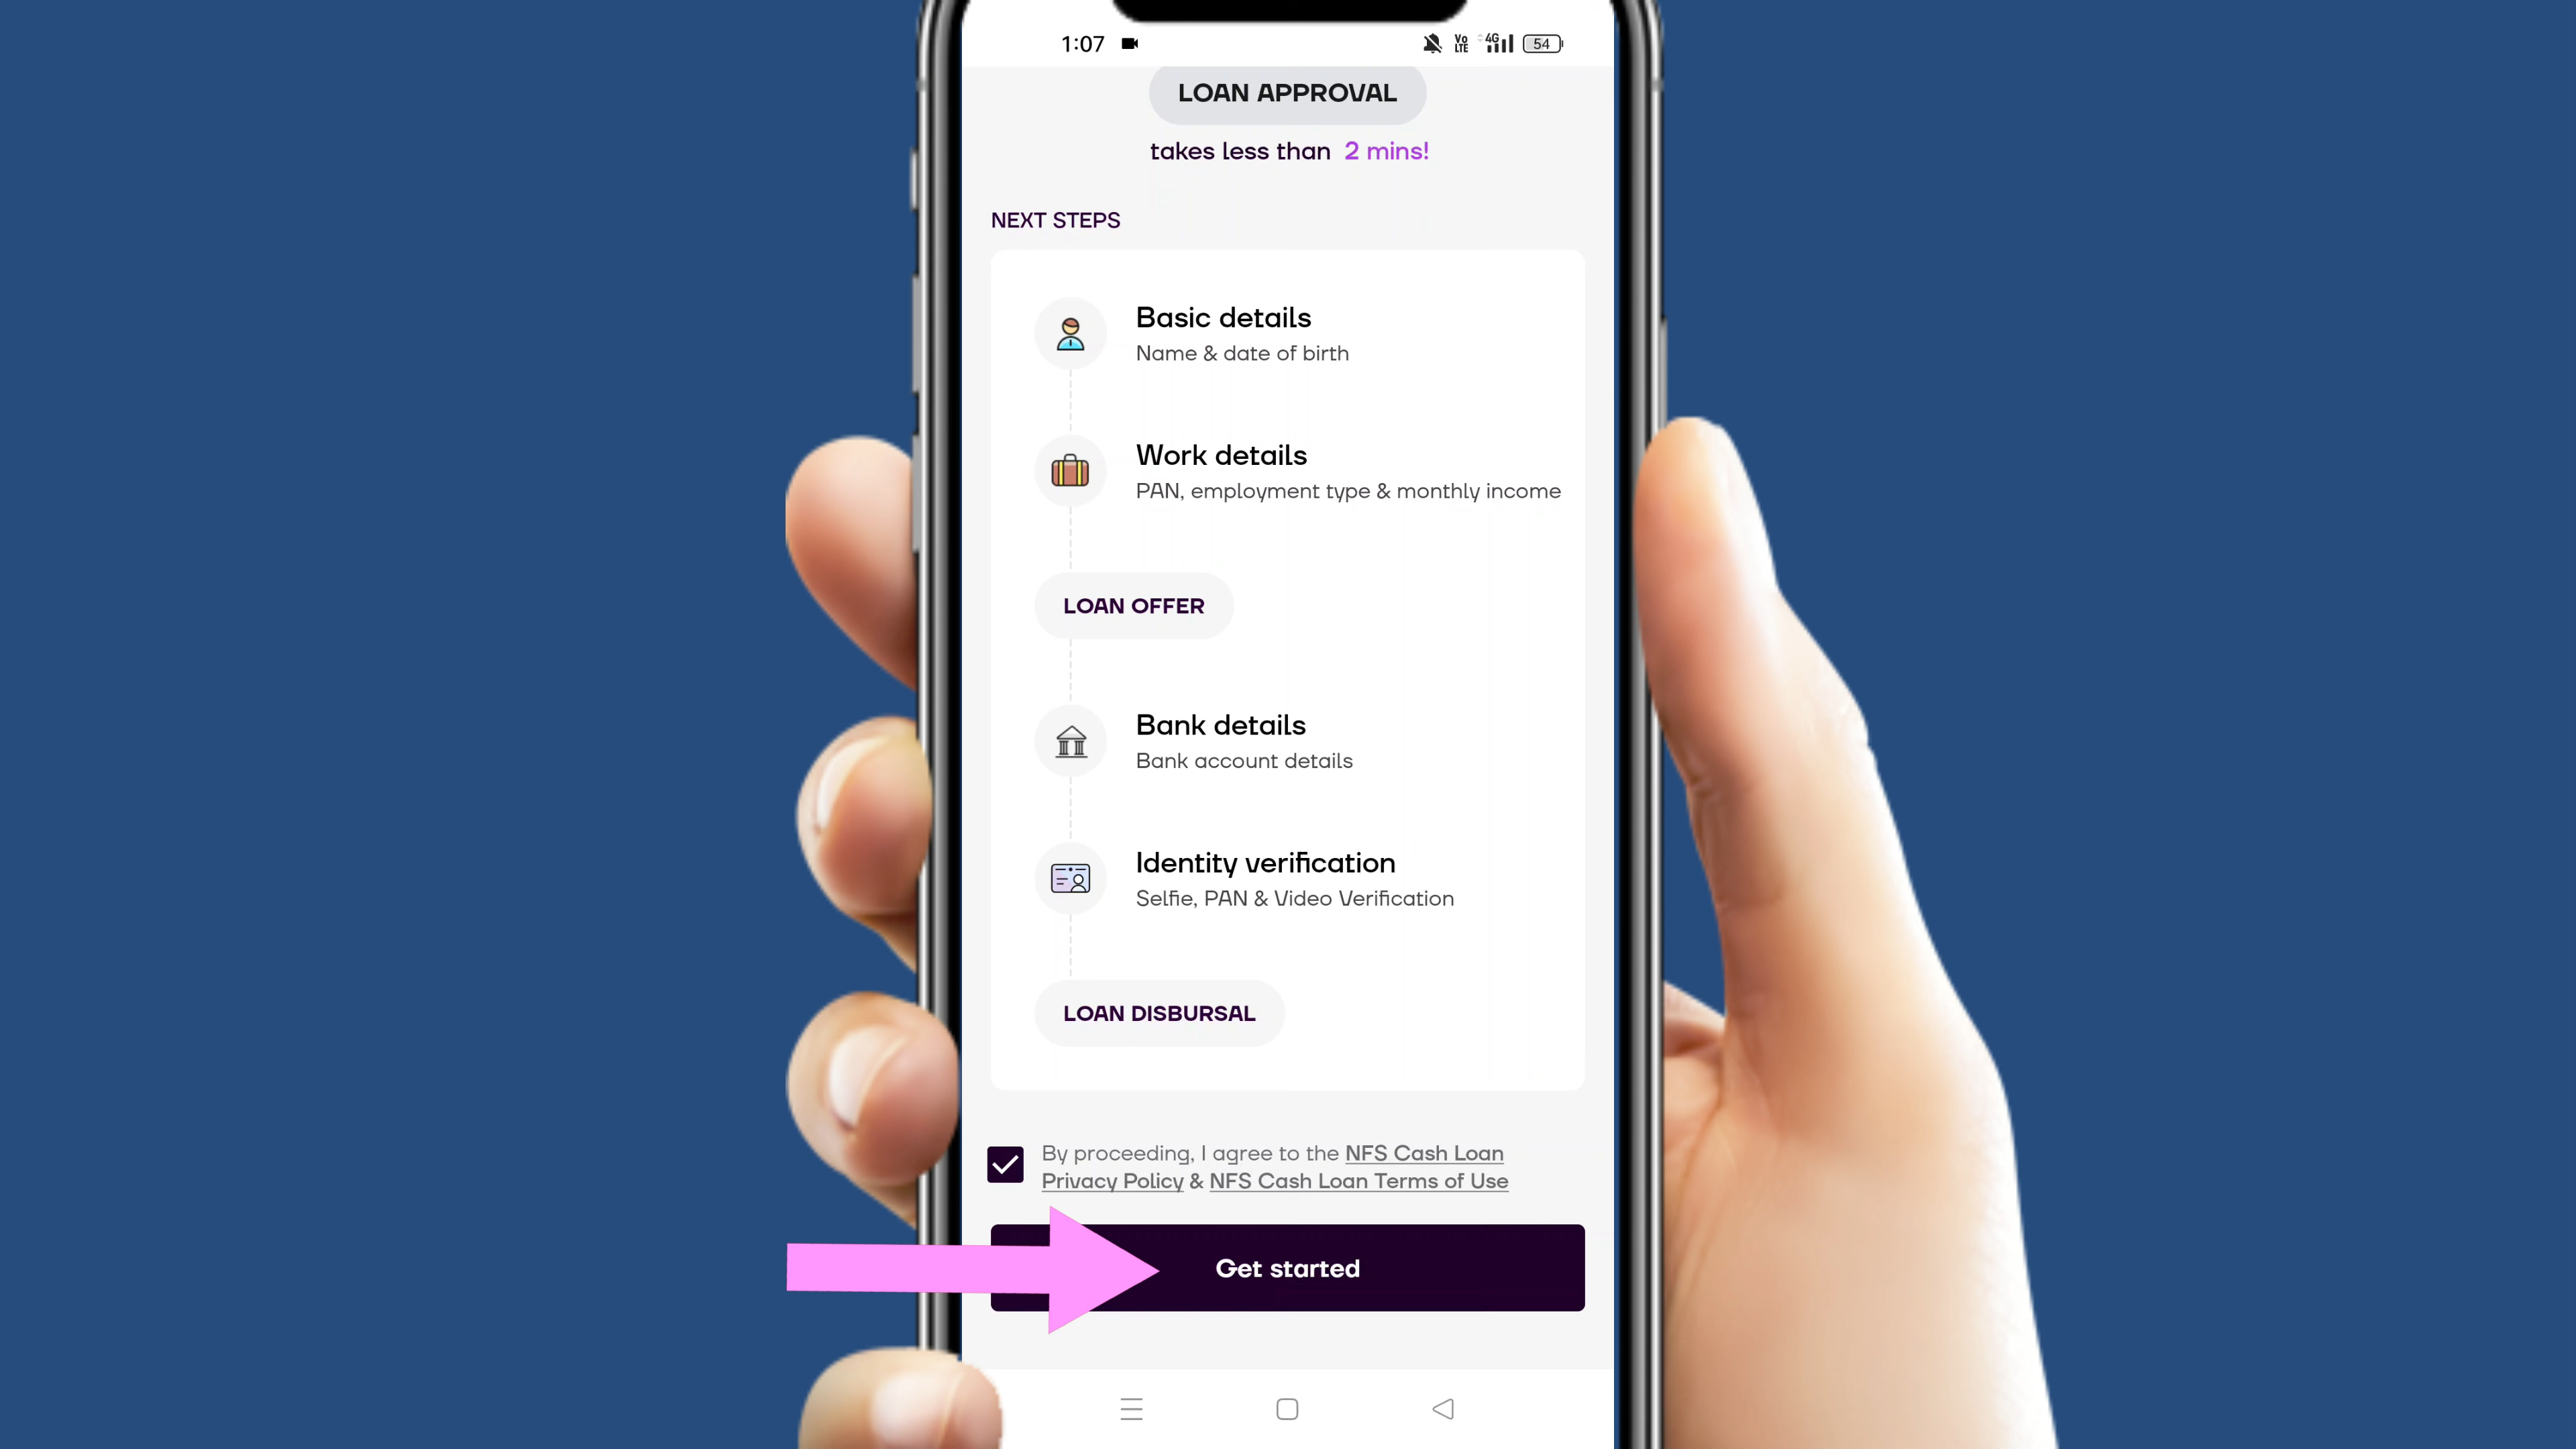 1:07
Vo LTE 4G 54
LOAN APPROVAL
takes less than 2 mins!
NEXT STEPS
Basic details
Name & date of birth
Work details
PAN, employment type & monthly income
LOAN OFFER
Bank details
Bank account details
Identity verification
Selfie, PAN & Video Verification
LOAN DISBURSAL
By proceeding, I agree to the NFS Cash Loan
Privacy Policy & NFS Cash Loan Terms of Use
Get started